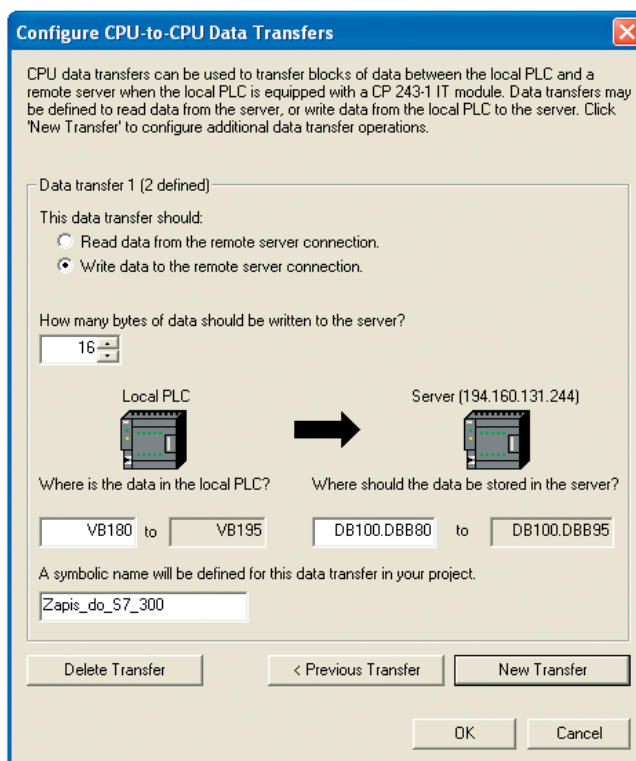 Configure CPU-to-CPU Data Transfers
CPU data transfers can be used to transfer blocks of data between the local PLC and a
remote server when the local PLC is equipped with a CP 243-1 IT module. Data transfers may
be defined to read data from the server, or write data from the local PLC to the server. Click
'New Transfer' to configure additional data transfer operations.
Data transfer 1 (2 defined)
This data transfer should:
Read data from the remote server connection.
Write data to the remote server connection.
How many bytes of data should be written to the server?
16
Local PLC Server (194.160.131.244)
Where is the data in the local PLC? Where should the data be stored in the server?
VB180 to VB195 DB100.DBB80 to DB100.DBB95
A symbolic name will be defined for this data transfer in your project.
Zapis_do_S7_300
Delete Transfer < Previous Transfer New Transfer
OK Cancel